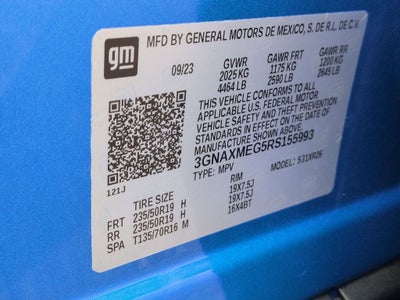 gm
MFD BY GENERAL MOTORS DE MEXICO, S. DE R.L. DE C.V.
09/23 GVWR GAWR FRT GAWR RR
2025 KG 1175 KG 1200 KG
4464 LB 2590 LB 2645 LB
THIS VEHICLE CONFORMS TO ALL
APPLICABLE U.S. FEDERAL MOTOR
VEHICLE SAFETY AND THEFT PREVENTION
STANDARDS IN EFFECT ON THE DATE OF
MANUFACTURE SHOWN ABOVE.
3GNAXMEG5RS155993
TYPE: MPV MODEL: 531XR26
121J
TIRE SIZE RIM
FRT 235/50R19 H 19X7.5J
RR 235/50R19 H 19X7.5J
SPA T135/70R16 M 16X4BT